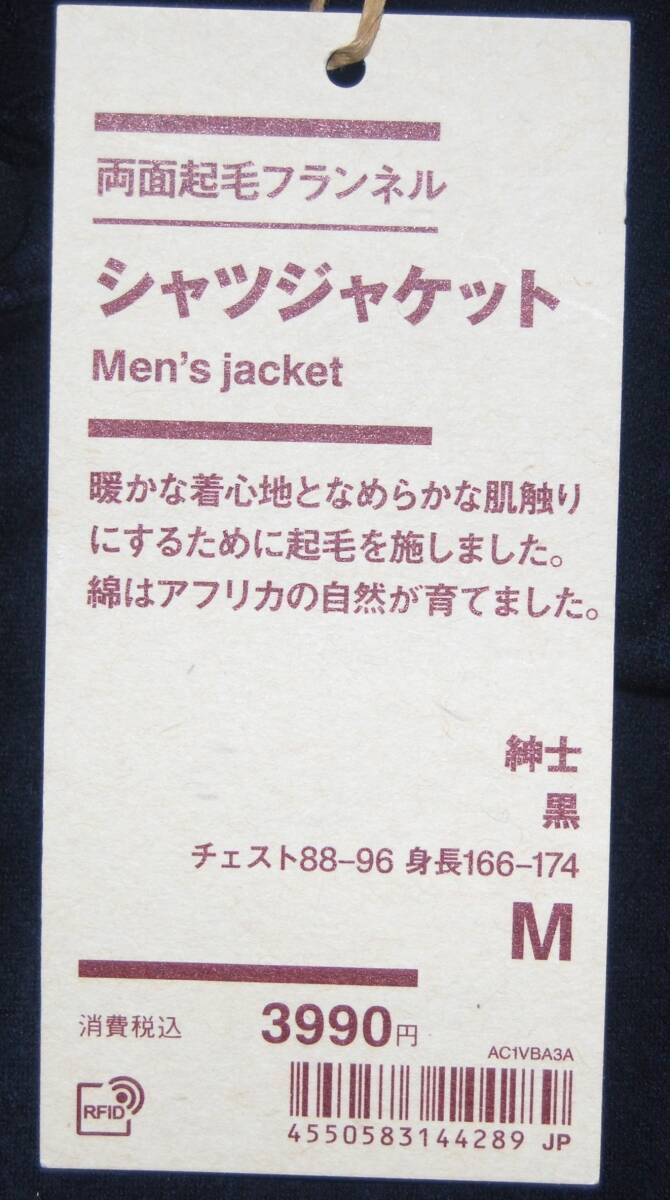 両面起毛フランネル
シャツジャケット
Men's jacket
暖かな着心地となめらかな肌触り
にするために起毛を施しました。
綿はアフリカの自然が育てました。
紳士
黒
チェスト88–96 身長166–174
M
消費税込 3990円
AC1VBA3A
RFID
4550583144289 JP